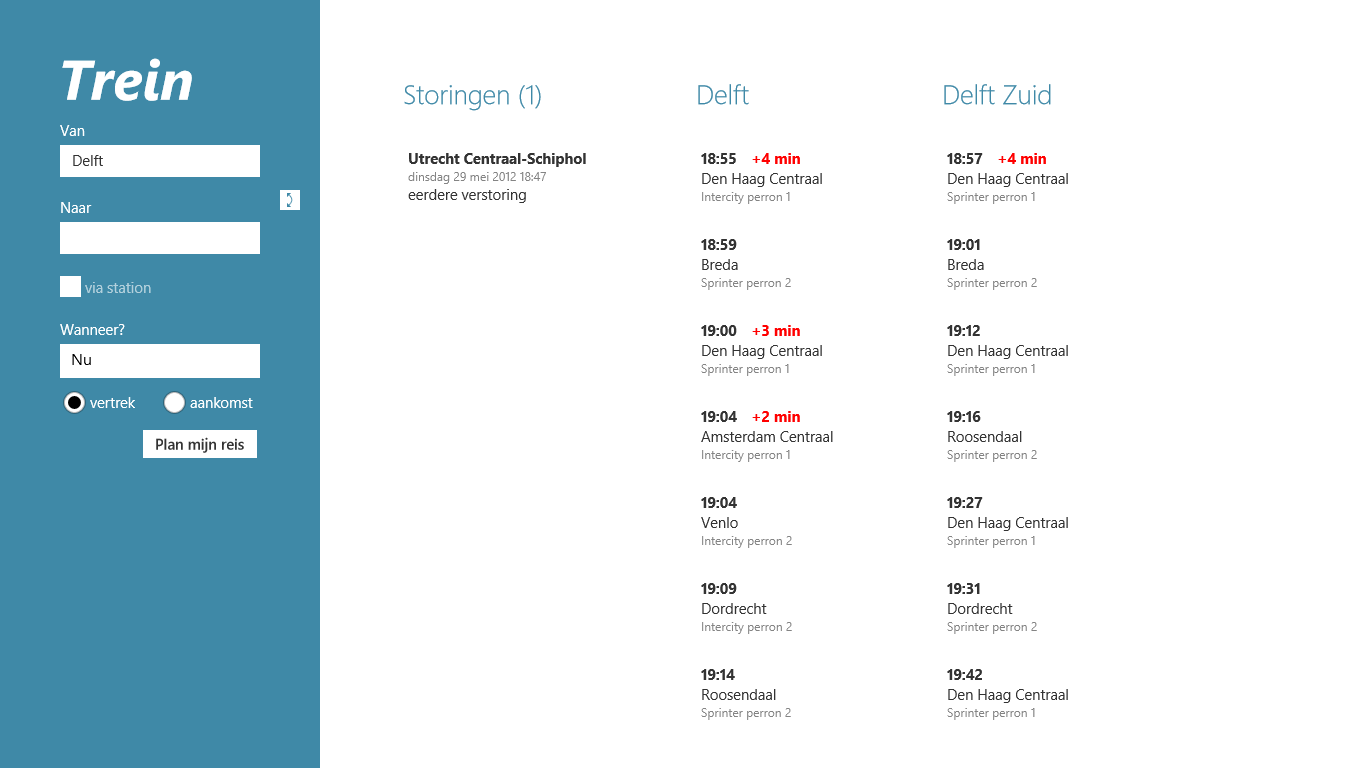 Trein
Van
Delft
Naar
via station
Wanneer?
Nu
vertrek aankomst
Plan mijn reis
Storingen (1)
Utrecht Centraal-Schiphol
dinsdag 29 mei 2012 18:47
eerdere verstoring
Delft
18:55 +4 min
Den Haag Centraal
Intercity perron 1
18:59
Breda
Sprinter perron 2
19:00 +3 min
Den Haag Centraal
Sprinter perron 1
19:04 +2 min
Amsterdam Centraal
Intercity perron 1
19:04
Venlo
Intercity perron 2
19:09
Dordrecht
Intercity perron 2
19:14
Roosendaal
Sprinter perron 2
Delft Zuid
18:57 +4 min
Den Haag Centraal
Sprinter perron 1
19:01
Breda
Sprinter perron 2
19:12
Den Haag Centraal
Sprinter perron 1
19:16
Roosendaal
Sprinter perron 2
19:27
Den Haag Centraal
Sprinter perron 1
19:31
Dordrecht
Sprinter perron 2
19:42
Den Haag Centraal
Sprinter perron 1